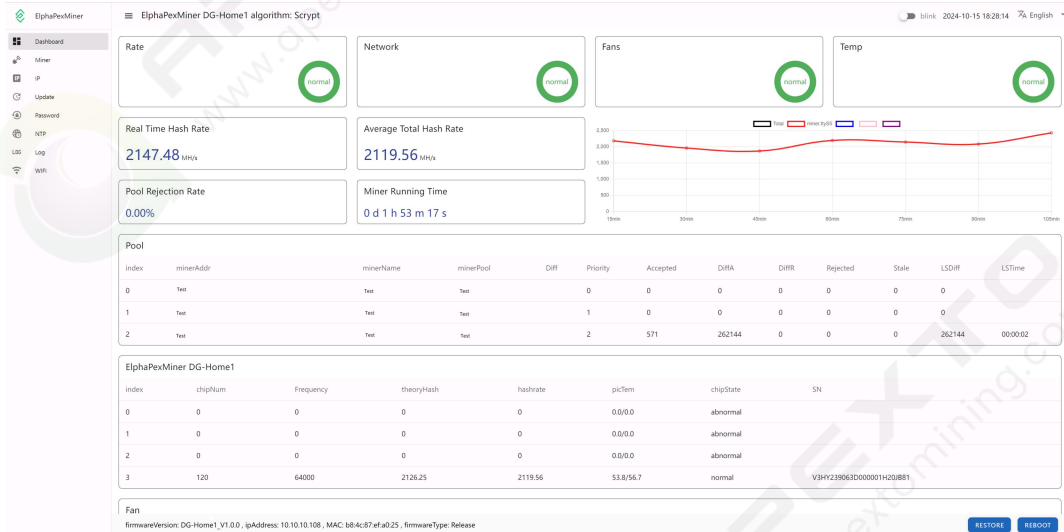 ElphaPexMiner
ElphaPexMiner DG-Home1 algorithm: Scrypt
blink 2024-10-15 18:28:14 English
Dashboard
Miner
IP
Update
Password
NTP
LOG Log
WiFi
Rate
normal
Network
normal
Fans
normal
Temp
normal
Real Time Hash Rate
2147.48 MH/s
Average Total Hash Rate
2119.56 MH/s
Pool Rejection Rate
0.00%
Miner Running Time
0 d 1 h 53 m 17 s
Total
2,500
2,000
1,500
1,000
500
0
15min 30min 45min 60min 75min 90min 105min
Pool
index minerAddr minerName minerPool Diff Priority Accepted DiffA DiffR Rejected Stale LSDiff LSTime
0 Test Test Test 0 0 0 0 0 0 0
1 Test Test Test 1 0 0 0 0 0 0
2 Test Test Test 2 571 262144 0 0 0 262144 00:00:02
ElphaPexMiner DG-Home1
index chipNum Frequency theoryHash hashrate picTem chipState SN
0 0 0 0 0 0.0/0.0 abnormal
1 0 0 0 0 0.0/0.0 abnormal
2 0 0 0 0 0.0/0.0 abnormal
3 120 64000 2126.25 2119.56 53.8/56.7 normal V3HY239063D000001H20JB81
Fan
firmwareVersion: DG-Home1_V1.0.0 , ipAddress: 10.10.10.108 , MAC: b8:4c:87:ef:a0:25 , firmwareType: Release
RESTORE REBOOT